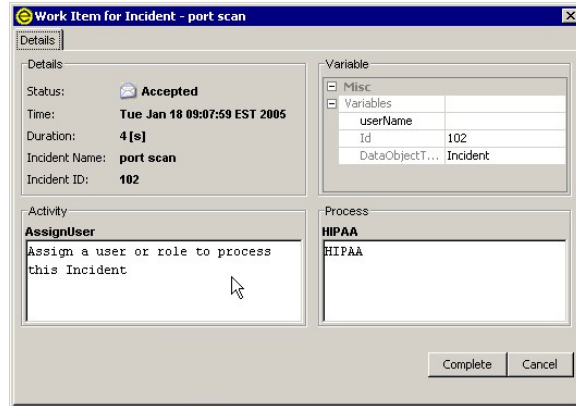 Work Item for Incident - port scan
Details
Details
Status: Accepted
Time: Tue Jan 18 09:07:59 EST 2005
Duration: 4 [s]
Incident Name: port scan
Incident ID: 102
Variable
Misc
Variables
userName
Id 102
DataObjectT... Incident
Activity
AssignUser
Assign a user or role to process
this Incident
Process
HIPAA
HIPAA
Complete Cancel